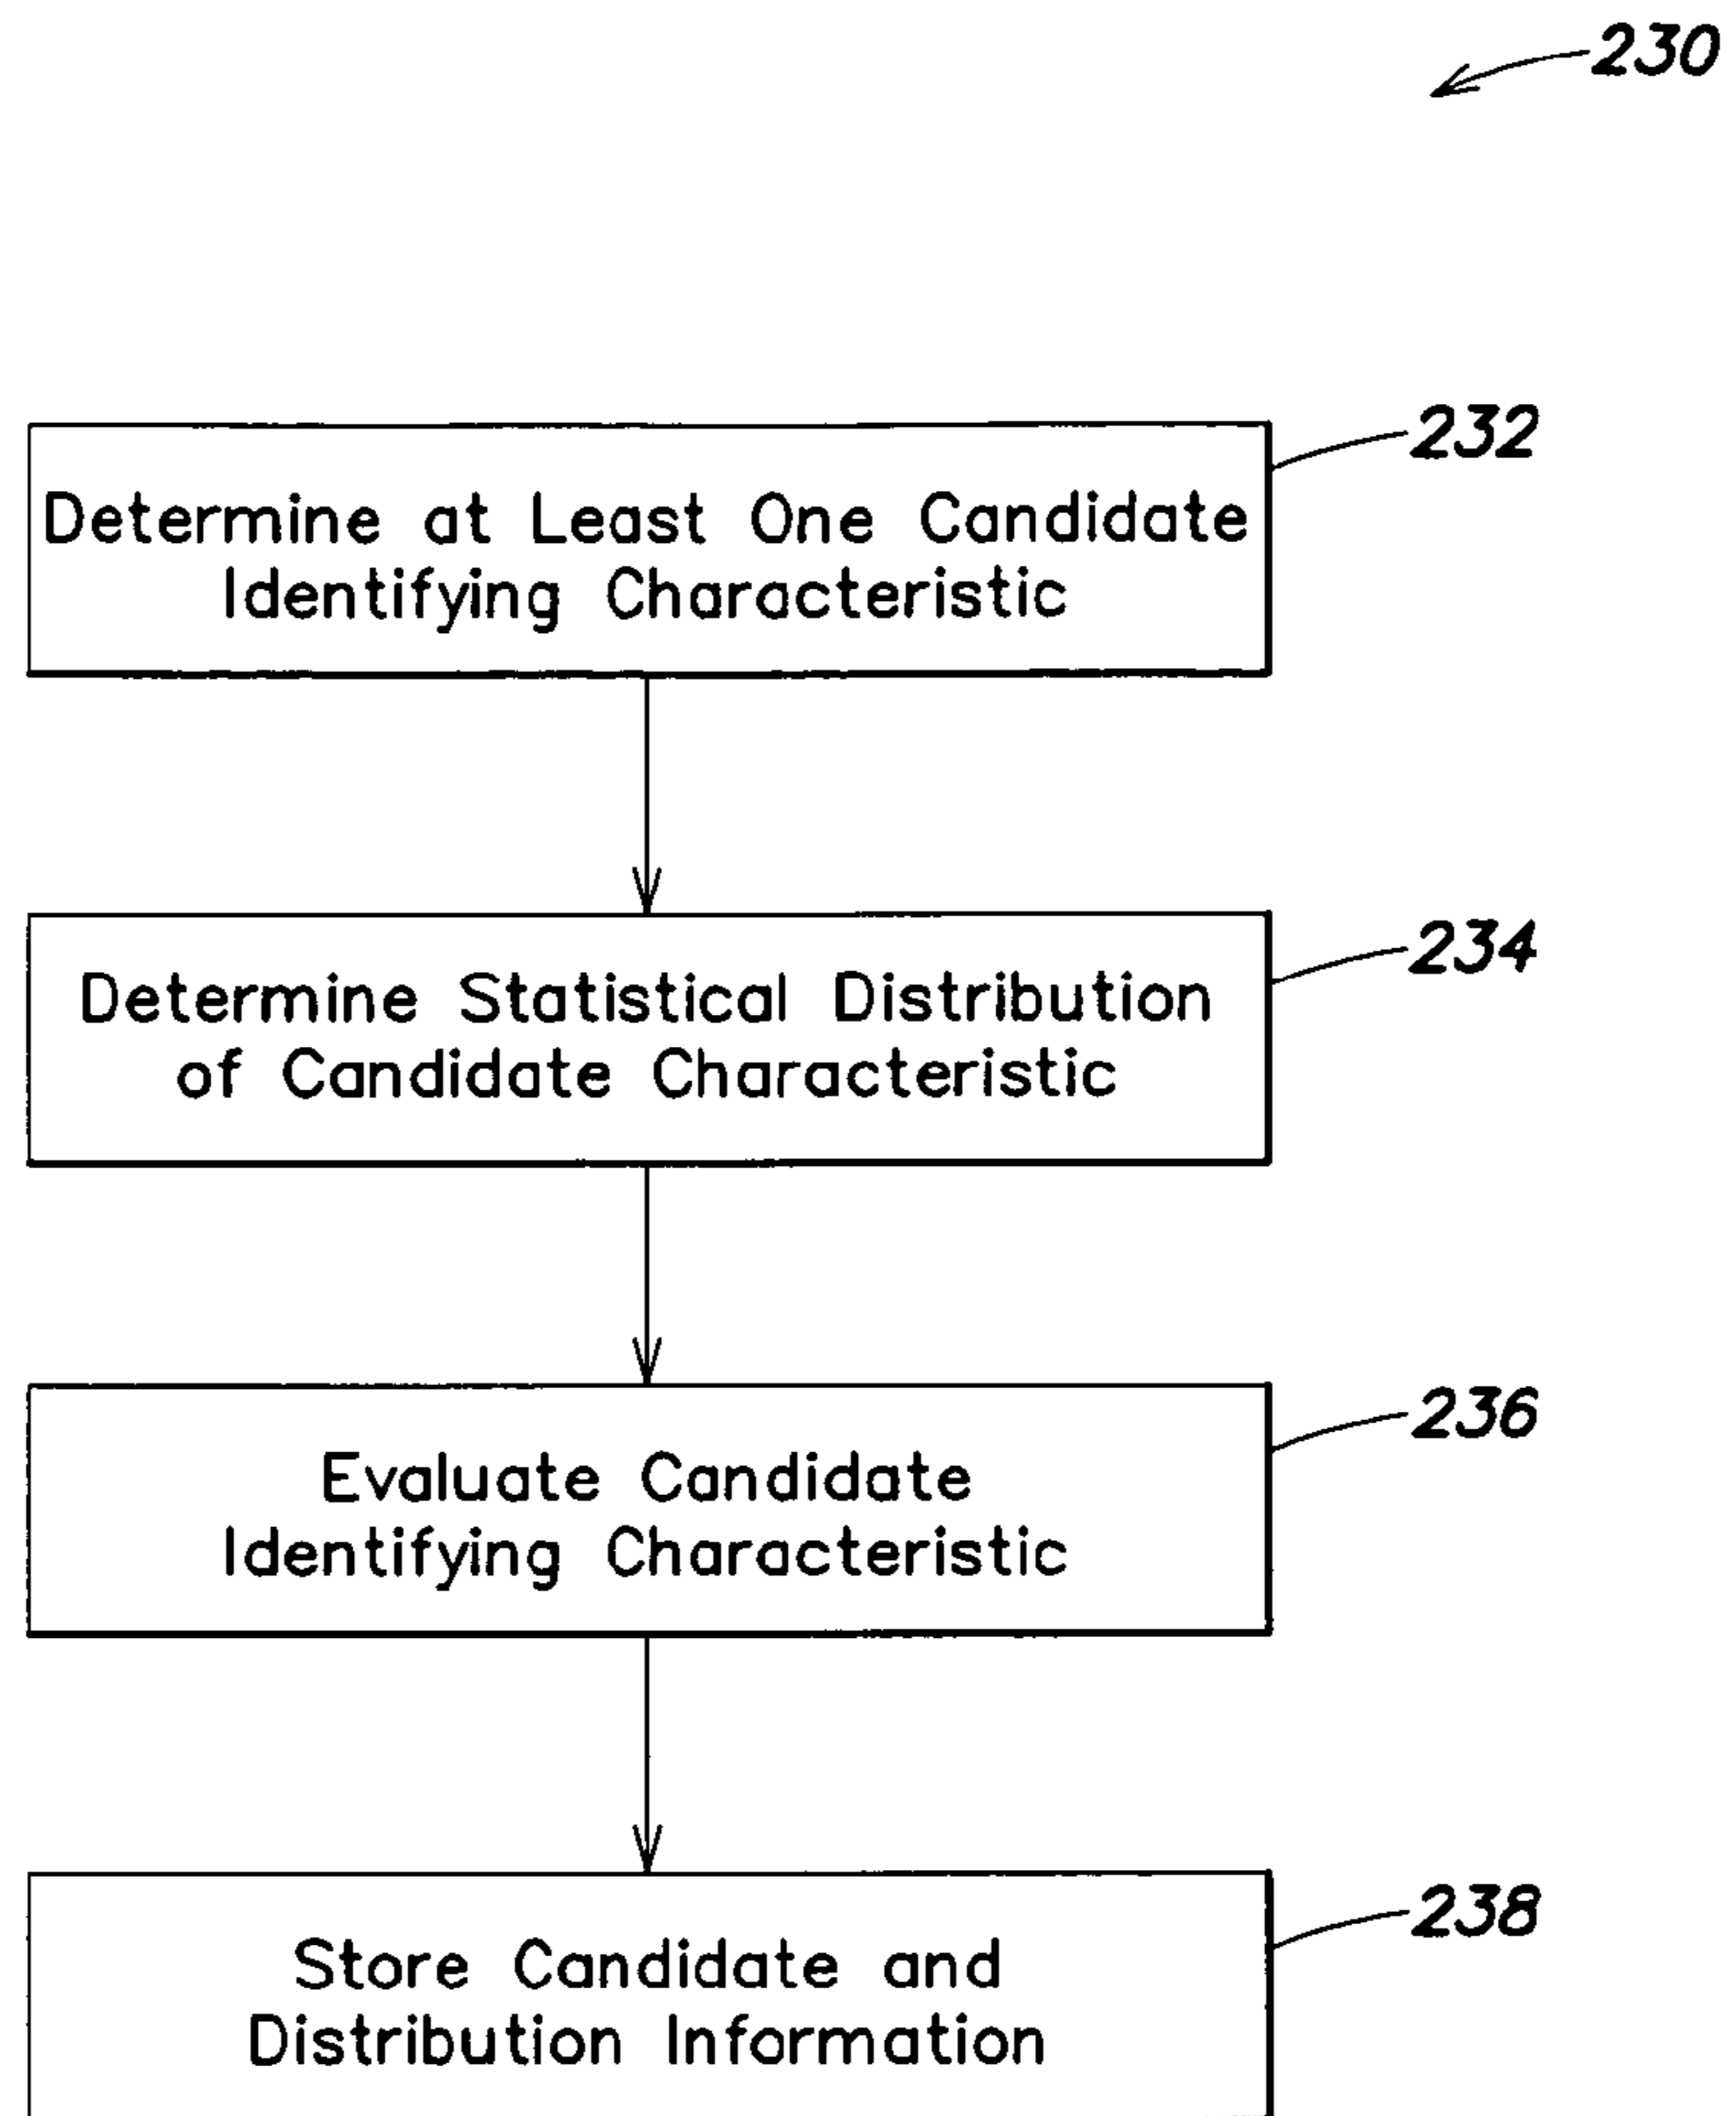 230
232
Determine at Least One Candidate
Identifying Characteristic
234
Determine Statistical Distribution
of Candidate Characteristic
236
Evaluate Candidate
Identifying Characteristic
238
Store Candidate and
Distribution Information